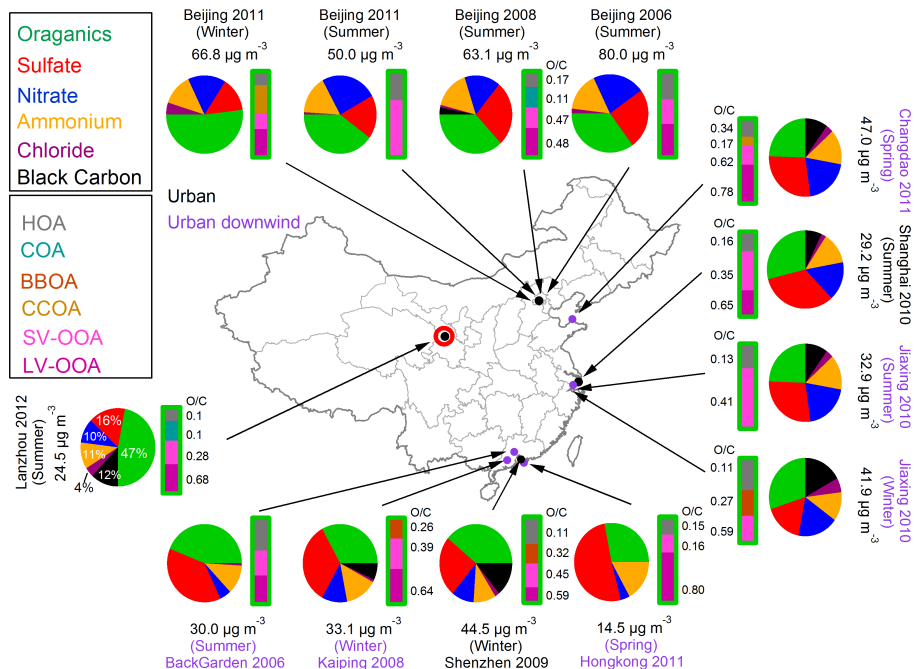 Oraganics
Sulfate
Nitrate
Ammonium
Chloride
Black Carbon
HOA
COA
BBOA
CCOA
SV-OOA
LV-OOA
Beijing 2011
(Winter)
66.8 µg m-3
Beijing 2011
(Summer)
50.0 µg m-3
Beijing 2008
(Summer)
63.1 µg m-3
O/C
0.17
0.11
0.47
0.48
Beijing 2006
(Summer)
80.0 µg m-3
Urban
Urban downwind
O/C
0.34
0.17
0.62
0.78
Changdao 2011
(Spring)
47.0 µg m-3
O/C
0.16
0.35
0.65
Shanghai 2010
(Summer)
29.2 µg m-3
O/C
0.13
0.41
Jiaxing 2010
(Summer)
32.9 µg m-3
O/C
0.11
0.27
0.59
Jiaxing 2010
(Winter)
41.9 µg m-3
Lanzhou 2012
(Summer)
24.5 µg m-3
16%
10%
11%
4%
12%
47%
O/C
0.1
0.1
0.28
0.68
30.0 µg m-3
(Summer)
BackGarden 2006
O/C
0.26
0.39
0.64
33.1 µg m-3
(Winter)
Kaiping 2008
O/C
0.11
0.32
0.45
0.59
44.5 µg m-3
(Winter)
Shenzhen 2009
O/C
0.15
0.16
0.80
14.5 µg m-3
(Spring)
Hongkong 2011